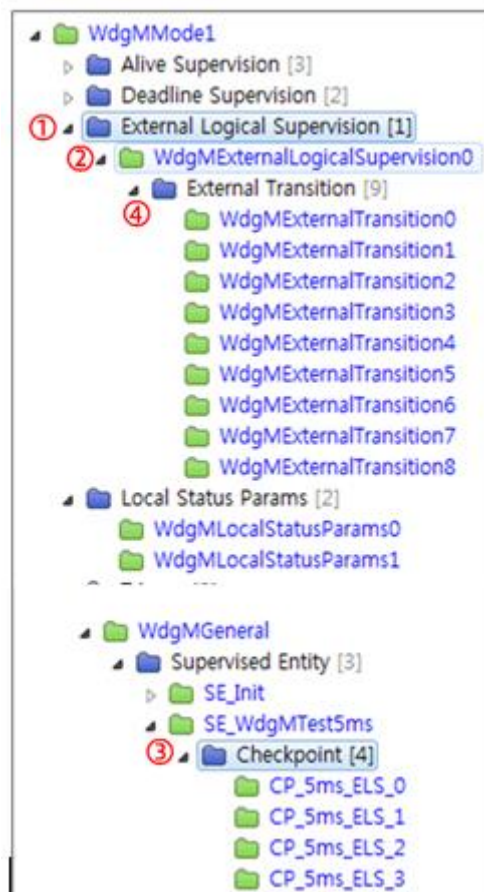 WdgMMode1
Alive Supervision [3]
Deadline Supervision [2]
① External Logical Supervision [1]
② WdgMExternalLogicalSupervision0
External Transition [9]
④ WdgMExternalTransition0
WdgMExternalTransition1
WdgMExternalTransition2
WdgMExternalTransition3
WdgMExternalTransition4
WdgMExternalTransition5
WdgMExternalTransition6
WdgMExternalTransition7
WdgMExternalTransition8
Local Status Params [2]
WdgMLocalStatusParams0
WdgMLocalStatusParams1
WdgMGeneral
Supervised Entity [3]
SE_Init
SE_WdgMTest5ms
③ Checkpoint [4]
CP_5ms_ELS_0
CP_5ms_ELS_1
CP_5ms_ELS_2
CP_5ms_ELS_3